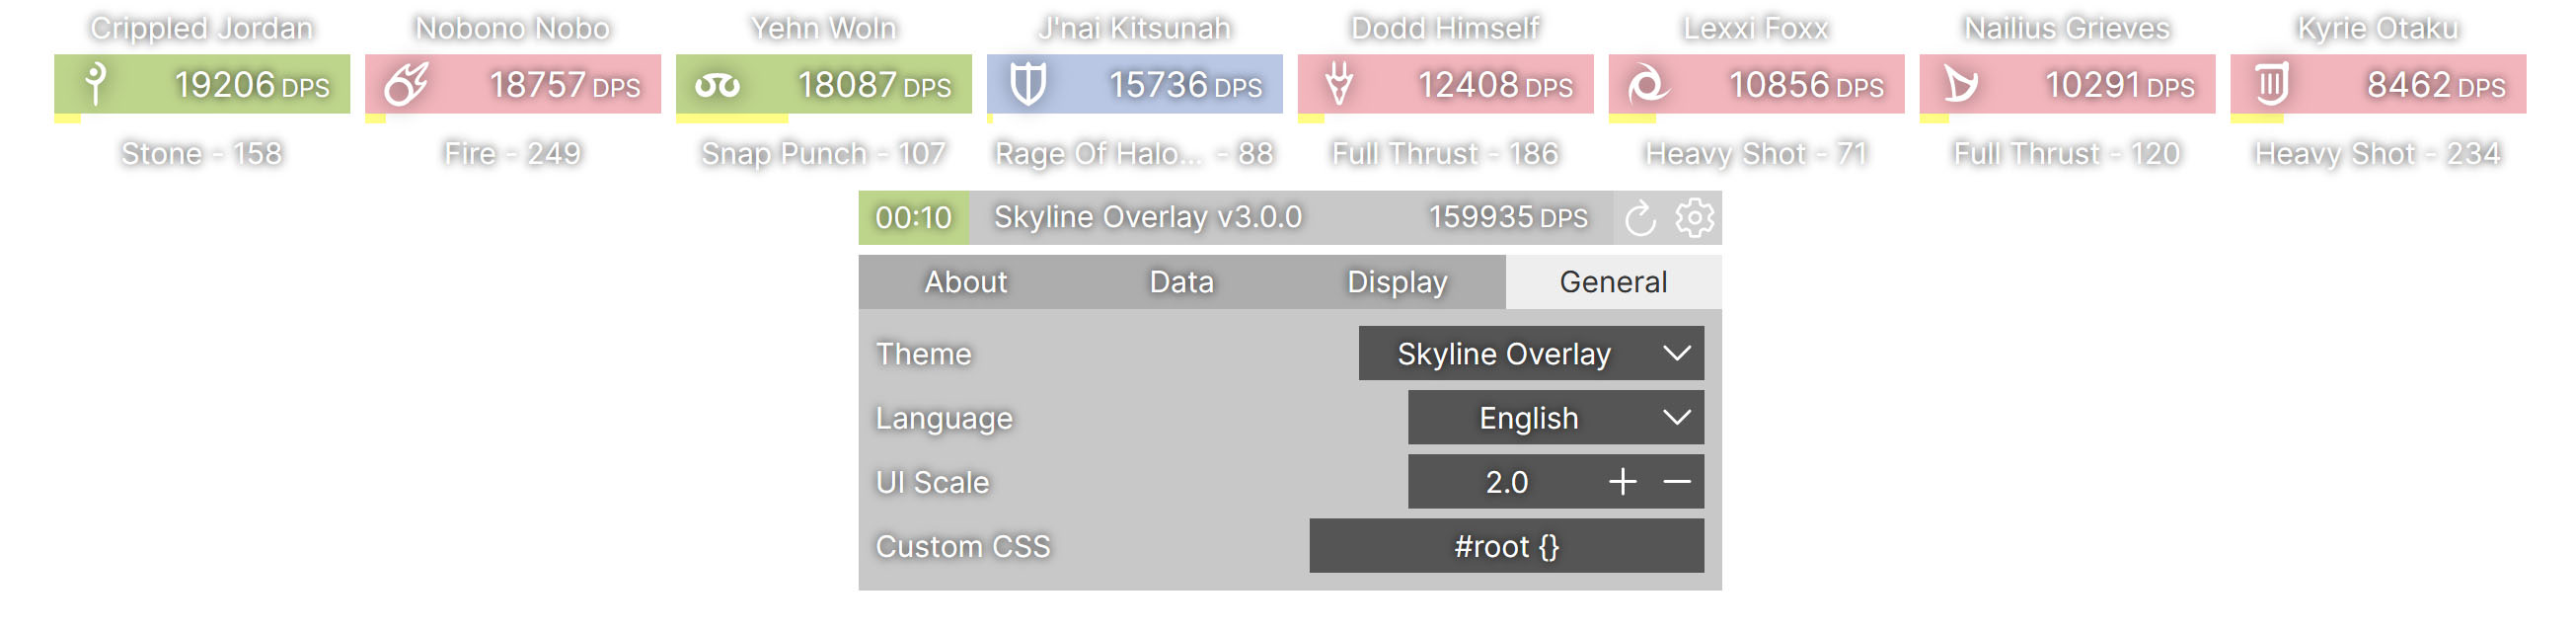 Crippled Jordan Nobono Nobo Yehn Woln J'nai Kitsunah Dodd Himself Lexxi Foxx Nailius Grieves Kyrie Otaku
19206 DPS 18757 DPS 18087 DPS 15736 DPS 12408 DPS 10856 DPS 10291 DPS 8462 DPS
Stone - 158 Fire - 249 Snap Punch - 107 Rage Of Halo... - 88 Full Thrust - 186 Heavy Shot - 71 Full Thrust - 120 Heavy Shot - 234
00:10 Skyline Overlay v3.0.0 159935 DPS
About Data Display General
Theme Skyline Overlay
Language English
UI Scale 2.0
Custom CSS #root {}